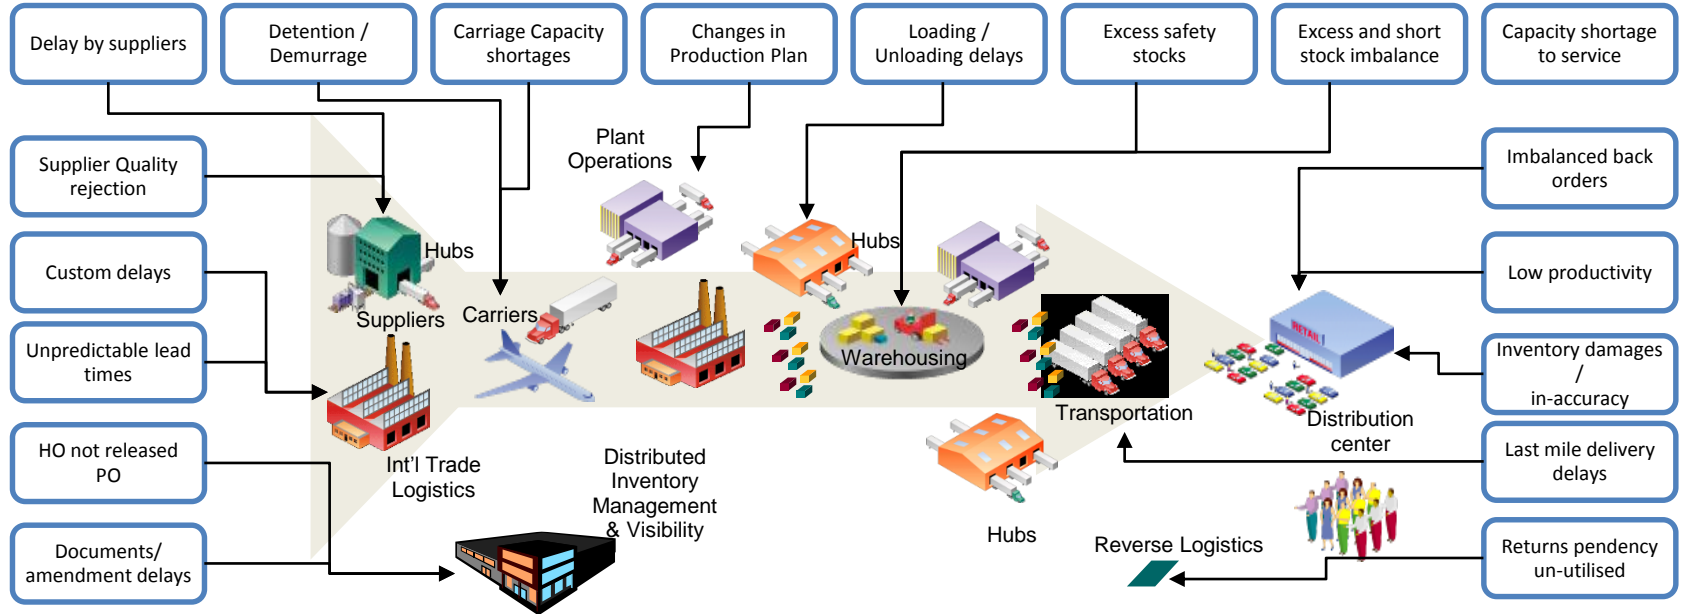 Delay by suppliers
Detention /
Demurrage
Carriage Capacity
shortages
Changes in
Production Plan
Loading /
Unloading delays
Excess safety
stocks
Excess and short
stock imbalance
Capacity shortage
to service
Supplier Quality
rejection
Custom delays
Unpredictable lead
times
HO not released
PO
Documents/
amendment delays
Plant
Operations
Hubs
Suppliers
Carriers
Int'l Trade
Logistics
Distributed
Inventory
Management
& Visibility
Hubs
Warehousing
Transportation
Hubs
Reverse Logistics
RETAIL
Distribution
center
Imbalanced back
orders
Low productivity
Inventory damages
/
in-accuracy
Last mile delivery
delays
Returns pendency
un-utilised